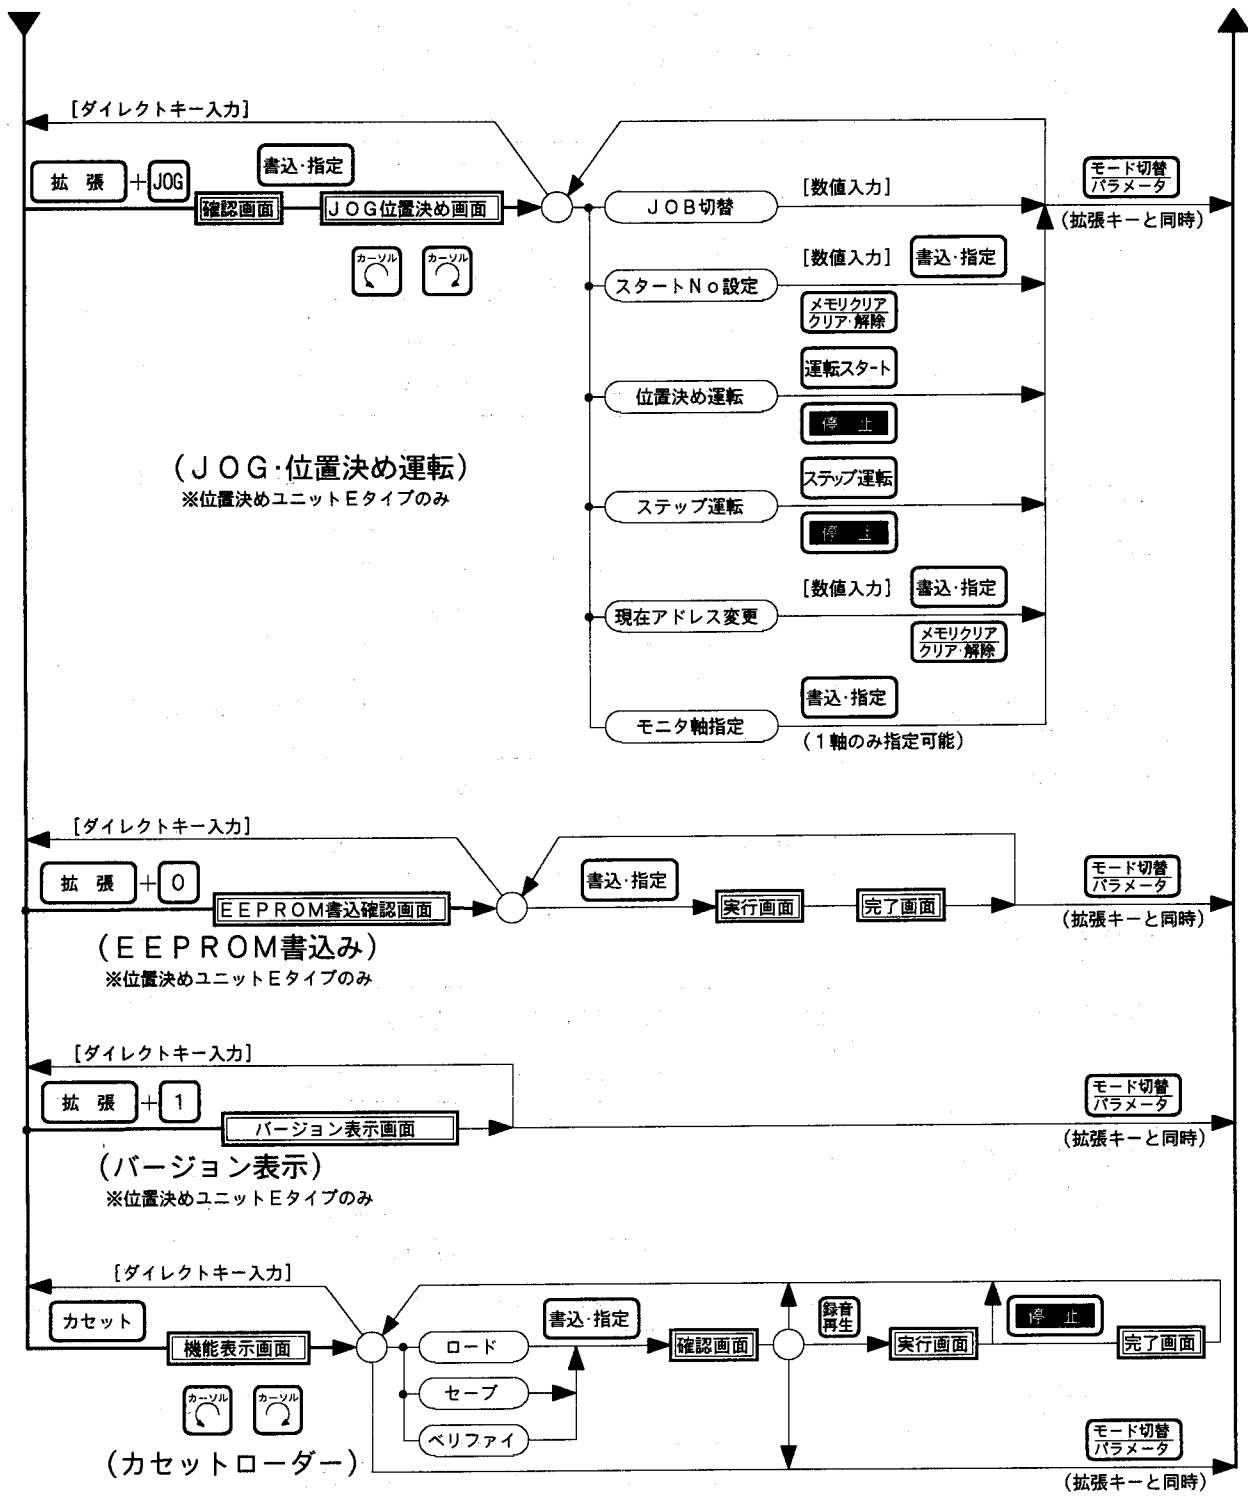 [ダイレクトキー入力]
拡 張 + JOG
書込・指定
確認画面
JOG位置決め画面
カーソル
カーソル
JOB切替
[数値入力]
モード切替
パラメータ
(拡張キーと同時)
スタートNo設定
[数値入力]
書込・指定
メモリクリア
クリア・解除
位置決め運転
運転スタート
停 止
(JOG・位置決め運転)
※位置決めユニットEタイプのみ
ステップ運転
ステップ運転
停 止
現在アドレス変更
[数値入力]
書込・指定
メモリクリア
クリア・解除
モニタ軸指定
書込・指定
(1軸のみ指定可能)
[ダイレクトキー入力]
拡 張 + 0
EEPROM書込確認画面
書込・指定
実行画面
完了画面
モード切替
パラメータ
(拡張キーと同時)
(EEPROM書込み)
※位置決めユニットEタイプのみ
[ダイレクトキー入力]
拡 張 + 1
バージョン表示画面
モード切替
パラメータ
(拡張キーと同時)
(バージョン表示)
※位置決めユニットEタイプのみ
[ダイレクトキー入力]
カセット
機能表示画面
カーソル
カーソル
ロード
セーブ
ベリファイ
書込・指定
確認画面
録音
再生
実行画面
停 止
完了画面
モード切替
パラメータ
(拡張キーと同時)
(カセットローダー)